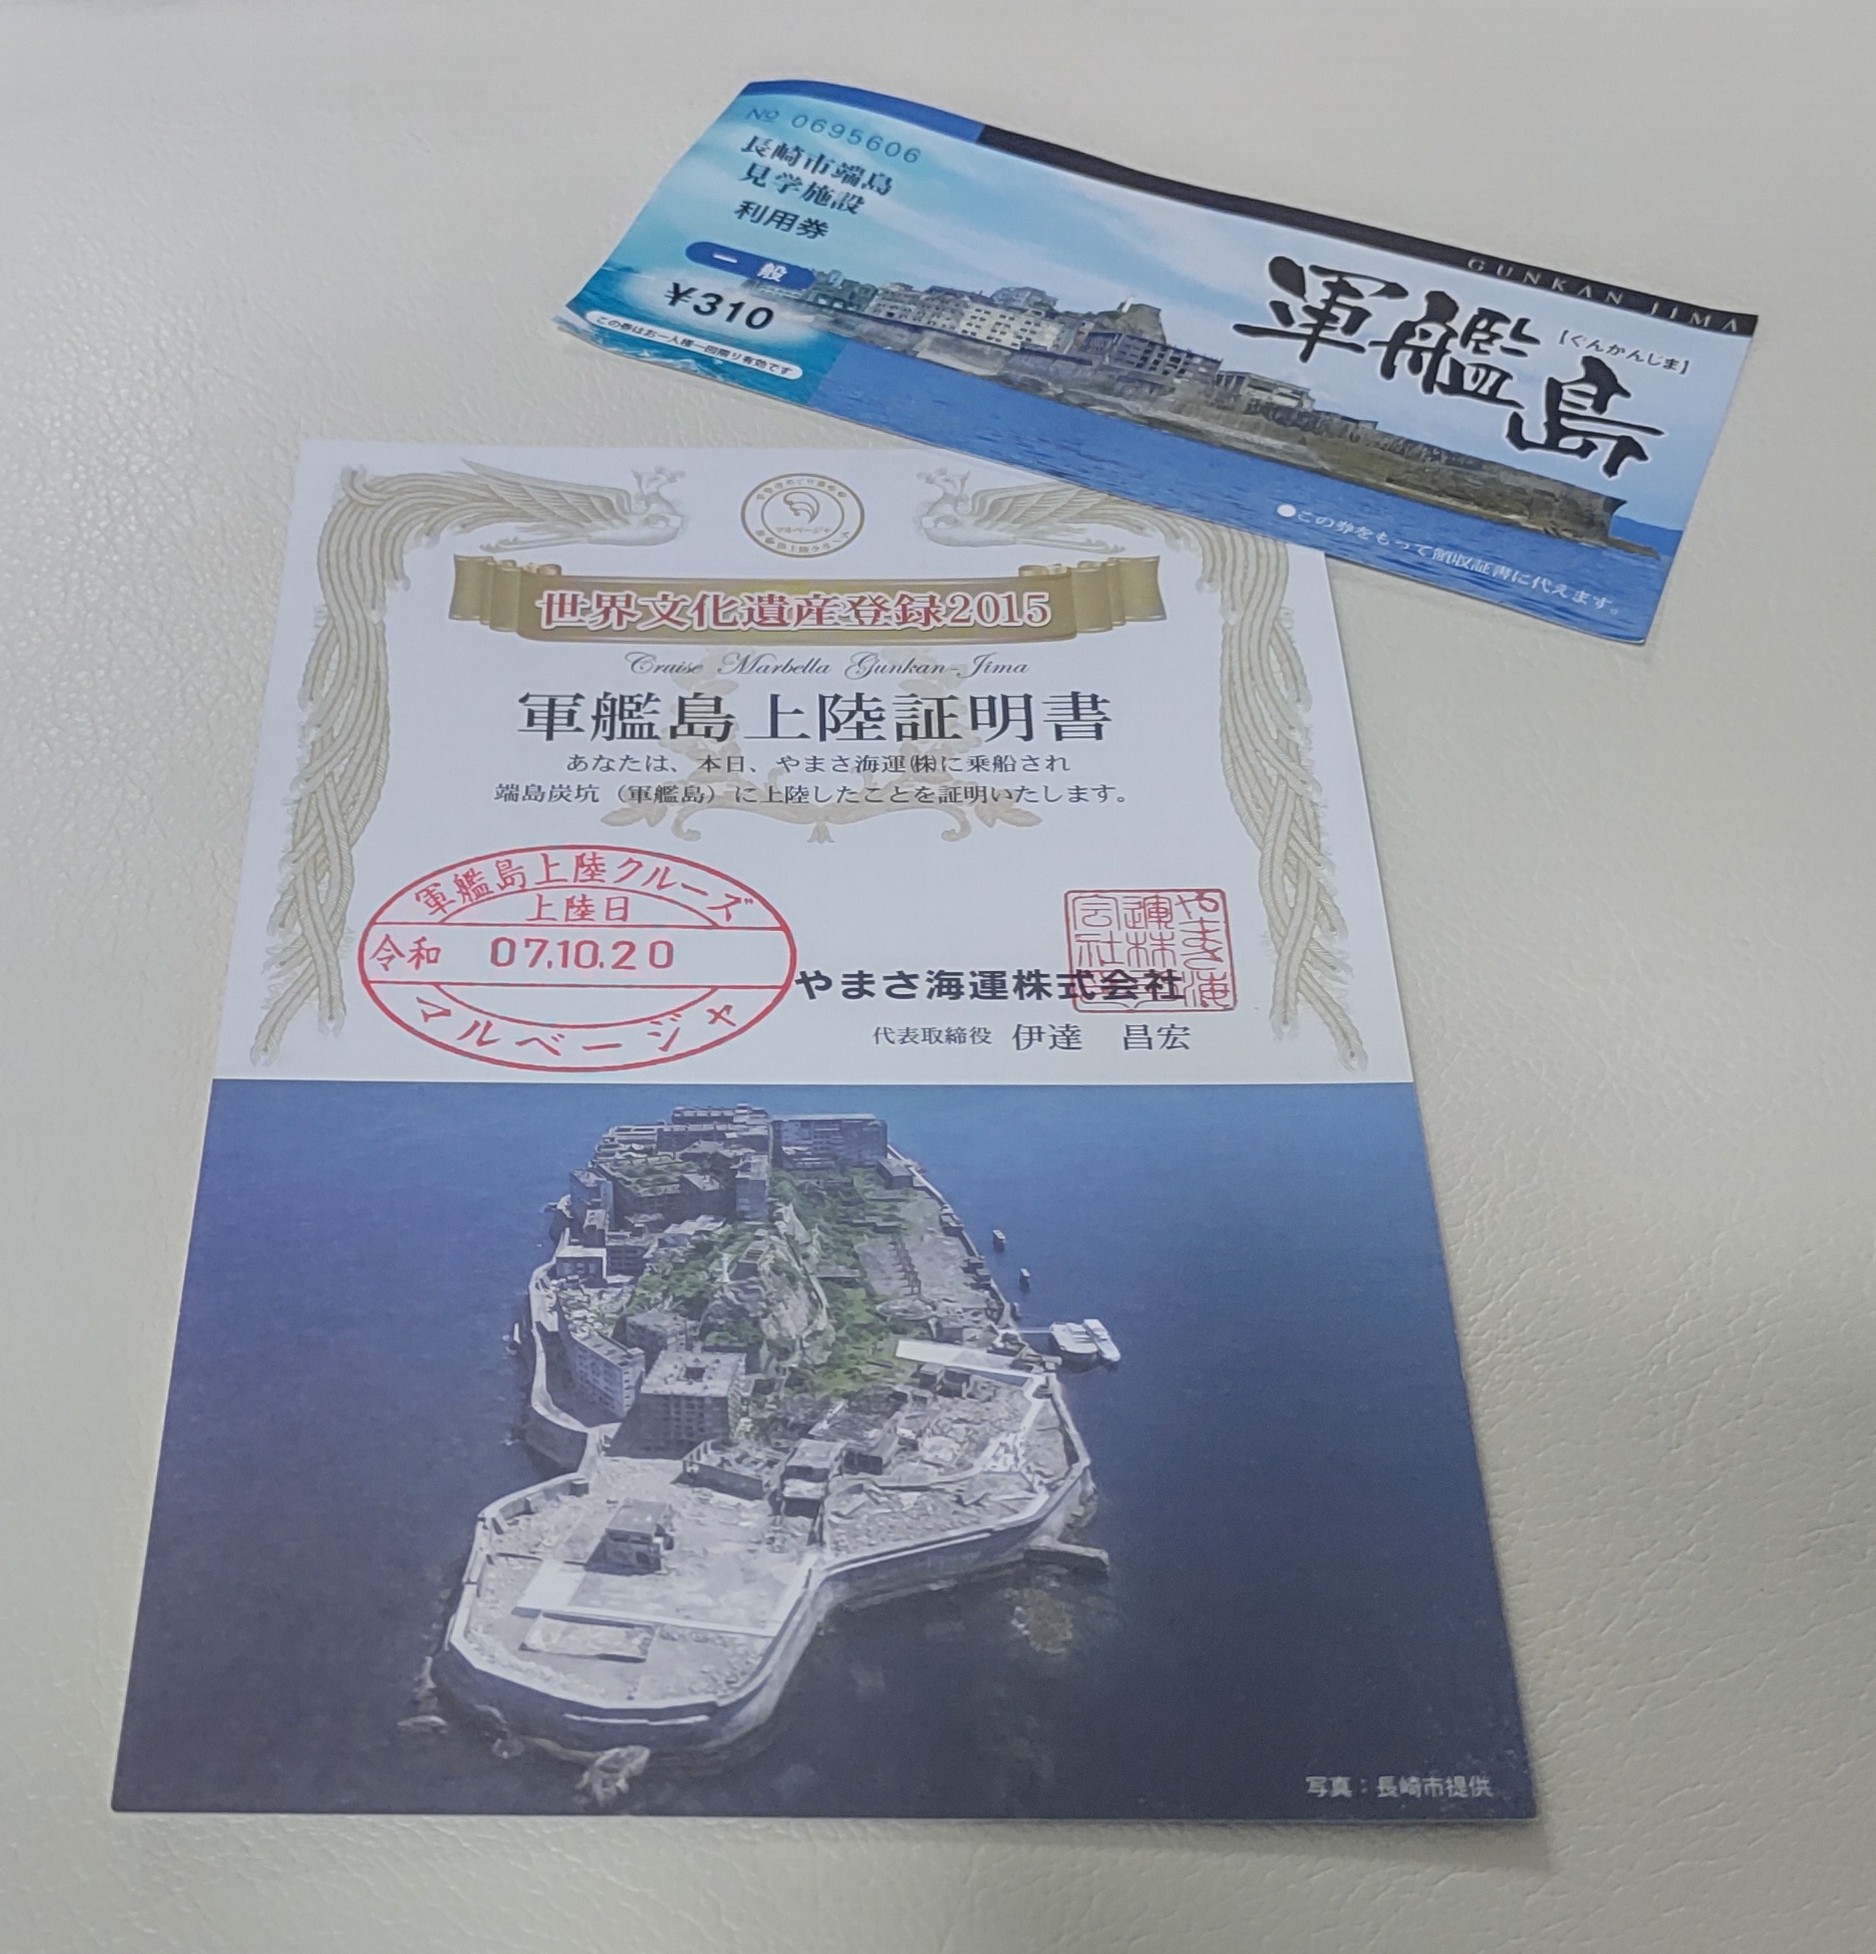 № 0695606
長崎市端島
見学施設
利用券
一般
¥310
この券はお一人様一回限り有効です
GUNKAN JIMA
軍艦島
【ぐんかんじま】
●この券をもって領収証書に代えます。
マルベージャ
世界文化遺産登録2015
Cruise Marbella Gunkan-Jima
軍艦島上陸証明書
あなたは、本日、やまさ海運㈱に乗船され
端島炭坑（軍艦島）に上陸したことを証明いたします。
軍艦島上陸クルーズ
上陸日
令和 07.10.20
マルベージャ
やまさ海運株式会社
代表取締役 伊達 昌宏
写真：長崎市提供